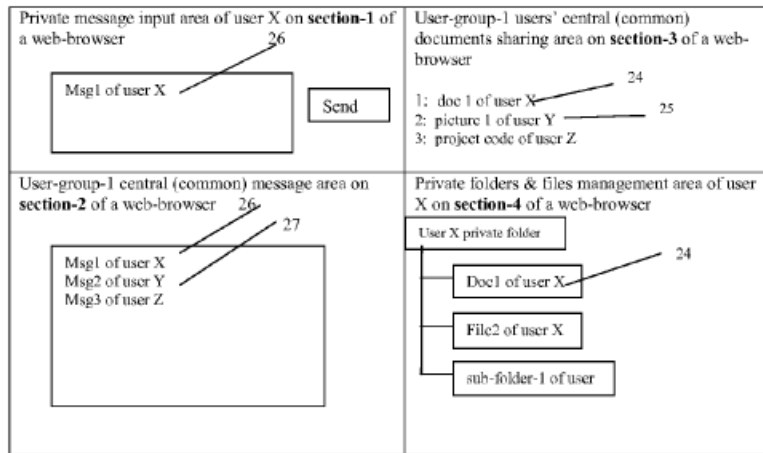 Private message input area of user X on section-1 of
a web-browser
26
Msg1 of user X
Send
User-group-1 users' central (common)
documents sharing area on section-3 of a web-
browser
24
1: doc 1 of user X
25
2: picture 1 of user Y
3: project code of user Z
User-group-1 central (common) message area on
section-2 of a web-browser
26
27
Msg1 of user X
Msg2 of user Y
Msg3 of user Z
Private folders & files management area of user
X on section-4 of a web-browser
User X private folder
24
Doc1 of user X
File2 of user X
sub-folder-1 of user